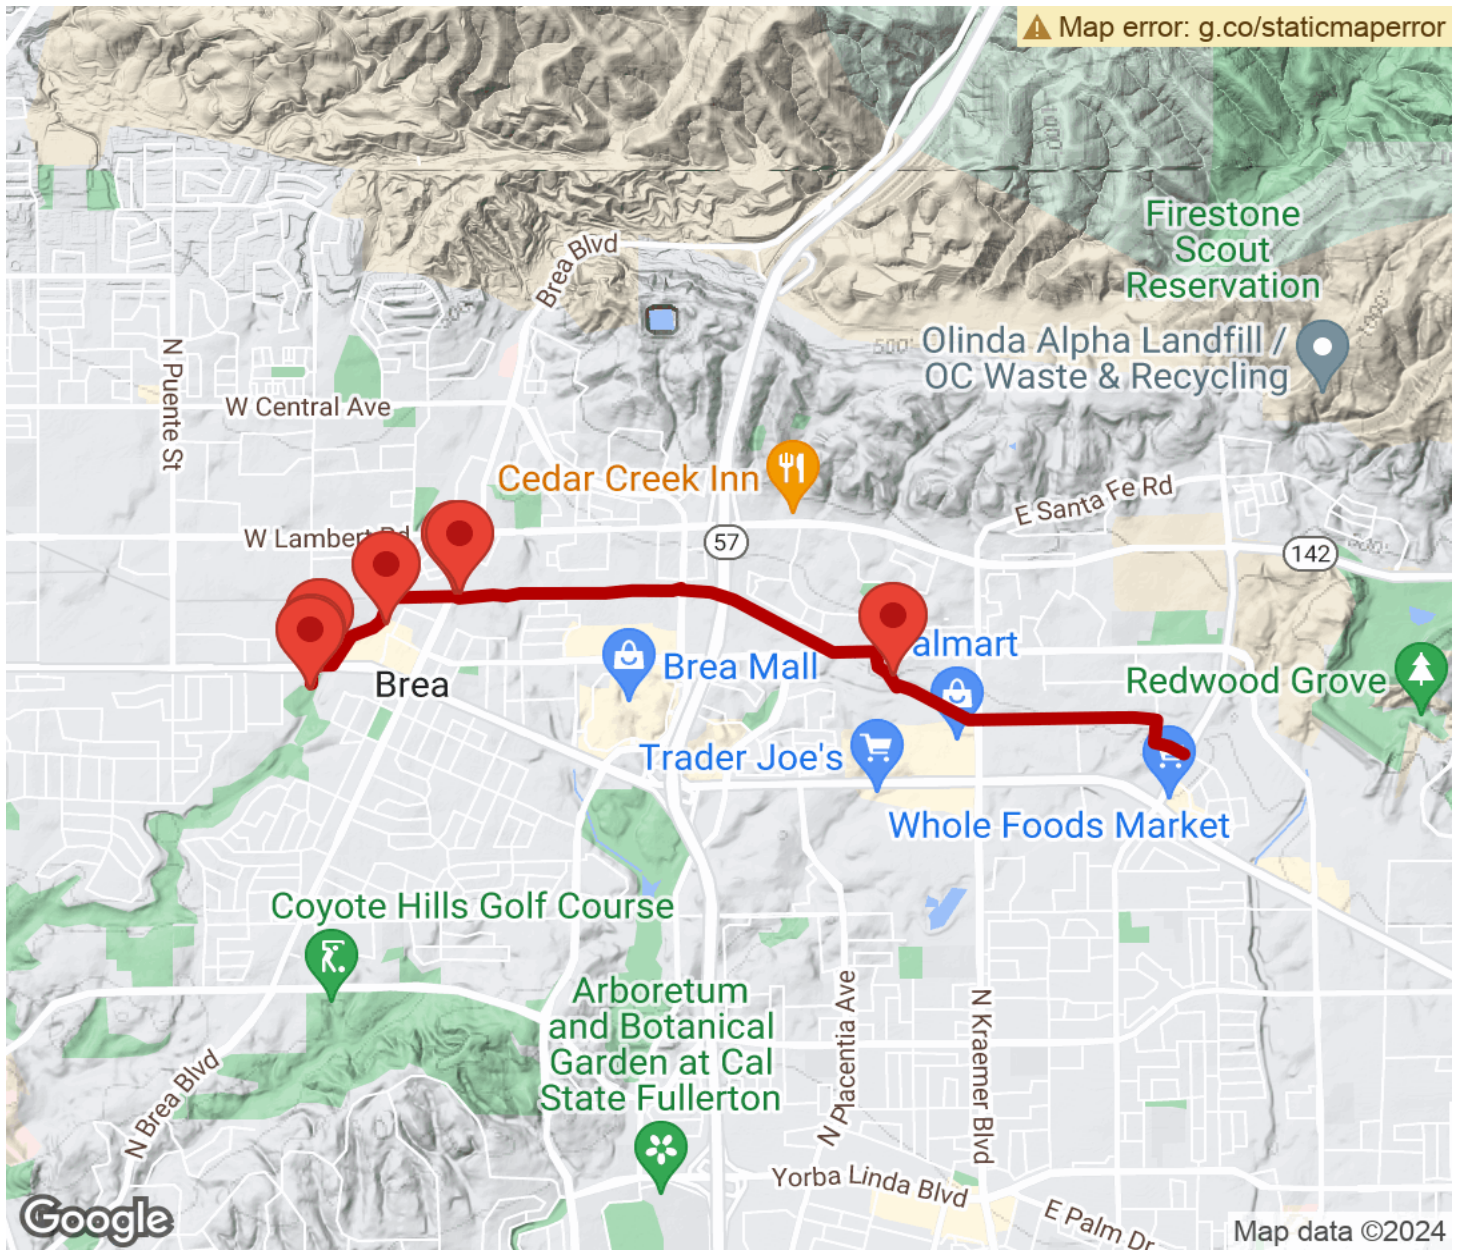 Map error: g.co/staticmaperror
Firestone
Scout
Reservation
Brea Blvd
500'
Olinda Alpha Landfill /
OC Waste & Recycling
1000'
N Puente St
W Central Ave
Cedar Creek Inn
E Santa Fe Rd
W Lambert Rd
57
142
Brea
Brea Mall
almart
Redwood Grove
Trader Joe's
Whole Foods Market
Coyote Hills Golf Course
Arboretum
and Botanical
Garden at Cal
State Fullerton
N Placentia Ave
N Kraemer Blvd
N Brea Blvd
Yorba Linda Blvd
E Palm Dr
Google
Map data ©2024